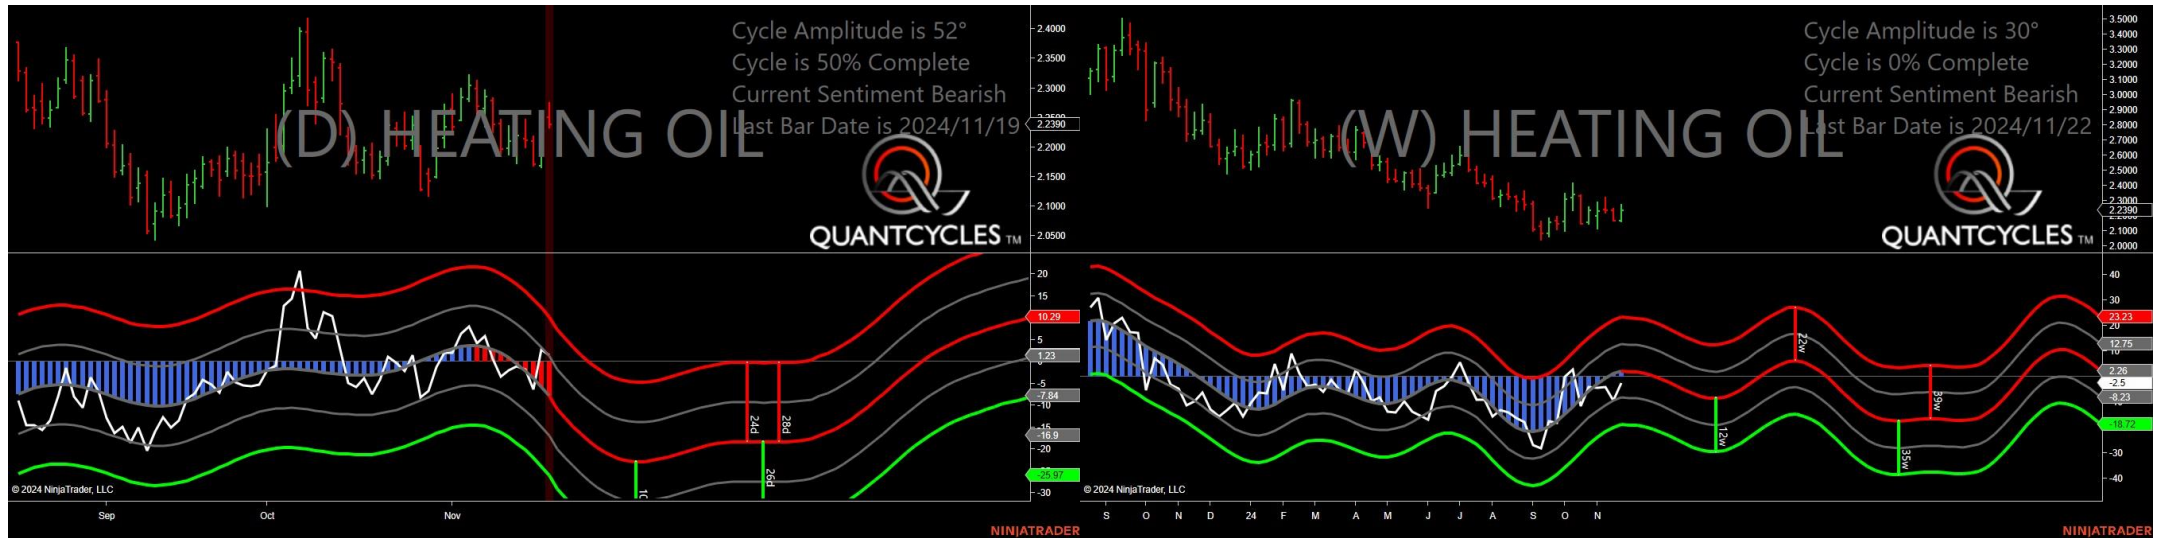 Cycle Amplitude is 52°
Cycle is 50% Complete
Current Sentiment Bearish
Last Bar Date is 2024/11/19
(D) HEATING OIL
QUANTCYCLES TM
2.4000
2.3500
2.3000
2.2390
2.2000
2.1500
2.1000
2.0500
20
15
10.29
5
1.23
-5
-7.84
-10
-15
-16.9
-20
-25.97
-30
24d
28d
26d
10
© 2024 NinjaTrader, LLC
Sep
Oct
Nov
NINJATRADER
Cycle Amplitude is 30°
Cycle is 0% Complete
Current Sentiment Bearish
Last Bar Date is 2024/11/22
(W) HEATING OIL
QUANTCYCLES TM
3.5000
3.4000
3.2000
3.1000
3.0000
2.9000
2.8000
2.7000
2.6000
2.5000
2.4000
2.2390
2.1000
2.0000
40
30
23.23
20
12.75
10
2.26
-2.5
-8.23
-18.72
-30
-40
22w
39w
12w
35w
© 2024 NinjaTrader, LLC
S O N D 24 F M A M J J A S O N
NINJATRADER